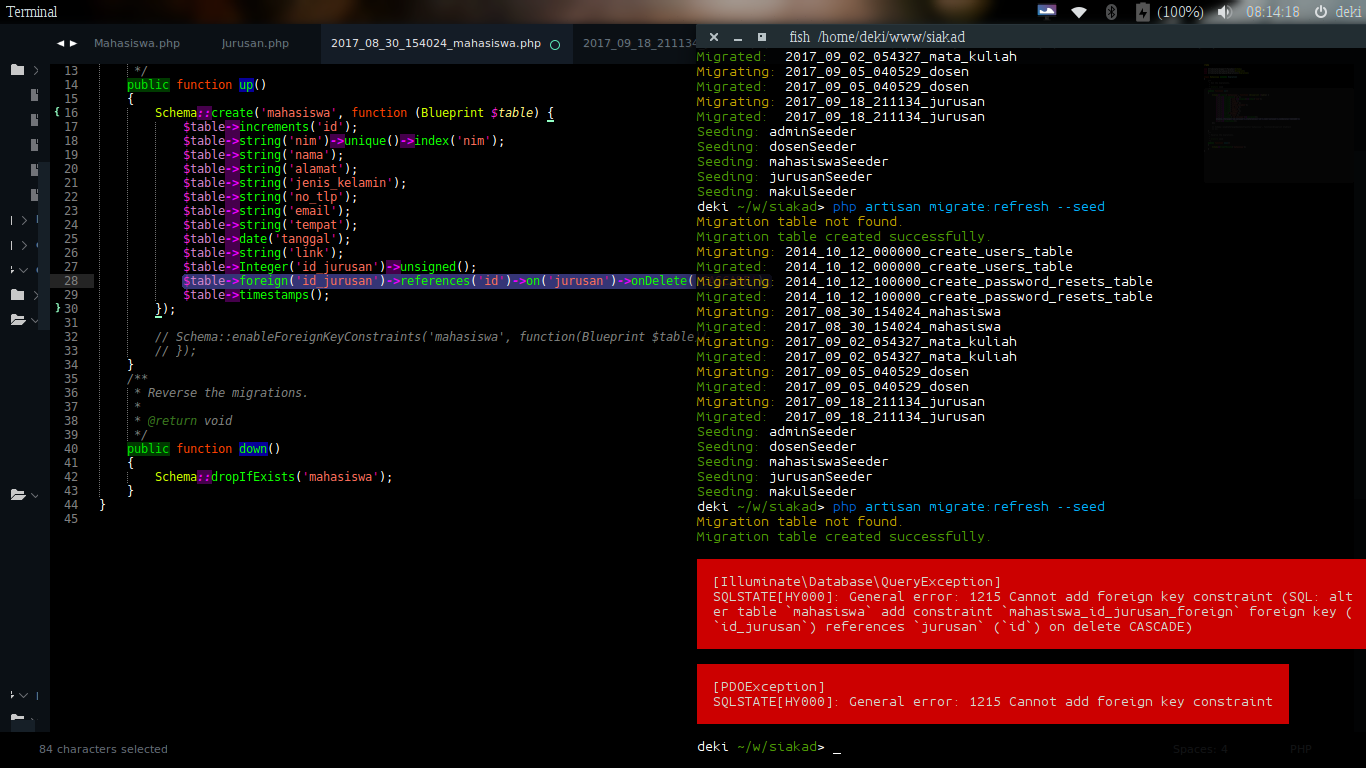 Terminal
(100%) 08:14:18 deki
Mahasiswa.php Jurusan.php 2017_08_30_154024_mahasiswa.php 2017_09_18_211134
13 */
14 public function up()
15 {
16 Schema::create('mahasiswa', function (Blueprint $table) {
17 $table->increments('id');
18 $table->string('nim')->unique()->index('nim');
19 $table->string('nama');
20 $table->string('alamat');
21 $table->string('jenis_kelamin');
22 $table->string('no_tlp');
23 $table->string('email');
24 $table->string('tempat');
25 $table->date('tanggal');
26 $table->string('link');
27 $table->Integer('id_jurusan')->unsigned();
28 $table->foreign('id_jurusan')->references('id')->on('jurusan')->onDelete(
29 $table->timestamps();
30 });
31
32 // Schema::enableForeignKeyConstraints('mahasiswa', function(Blueprint $table
33 // });
34 }
35 /**
36 * Reverse the migrations.
37 *
38 * @return void
39 */
40 public function down()
41 {
42 Schema::dropIfExists('mahasiswa');
43 }
44 }
45
84 characters selected
Spaces: 4 PHP
fish /home/deki/www/siakad
Migrated: 2017_09_02_054327_mata_kuliah
Migrating: 2017_09_05_040529_dosen
Migrated: 2017_09_05_040529_dosen
Migrating: 2017_09_18_211134_jurusan
Migrated: 2017_09_18_211134_jurusan
Seeding: adminSeeder
Seeding: dosenSeeder
Seeding: mahasiswaSeeder
Seeding: jurusanSeeder
Seeding: makulSeeder
deki ~/w/siakad> php artisan migrate:refresh --seed
Migration table not found.
Migration table created successfully.
Migrating: 2014_10_12_000000_create_users_table
Migrated: 2014_10_12_000000_create_users_table
Migrating: 2014_10_12_100000_create_password_resets_table
Migrated: 2014_10_12_100000_create_password_resets_table
Migrating: 2017_08_30_154024_mahasiswa
Migrated: 2017_08_30_154024_mahasiswa
Migrating: 2017_09_02_054327_mata_kuliah
Migrated: 2017_09_02_054327_mata_kuliah
Migrating: 2017_09_05_040529_dosen
Migrated: 2017_09_05_040529_dosen
Migrating: 2017_09_18_211134_jurusan
Migrated: 2017_09_18_211134_jurusan
Seeding: adminSeeder
Seeding: dosenSeeder
Seeding: mahasiswaSeeder
Seeding: jurusanSeeder
Seeding: makulSeeder
deki ~/w/siakad> php artisan migrate:refresh --seed
Migration table not found.
Migration table created successfully.
[Illuminate\Database\QueryException]
SQLSTATE[HY000]: General error: 1215 Cannot add foreign key constraint (SQL: alt
er table `mahasiswa` add constraint `mahasiswa_id_jurusan_foreign` foreign key (
`id_jurusan`) references `jurusan` (`id`) on delete CASCADE)
[PDOException]
SQLSTATE[HY000]: General error: 1215 Cannot add foreign key constraint
deki ~/w/siakad> _